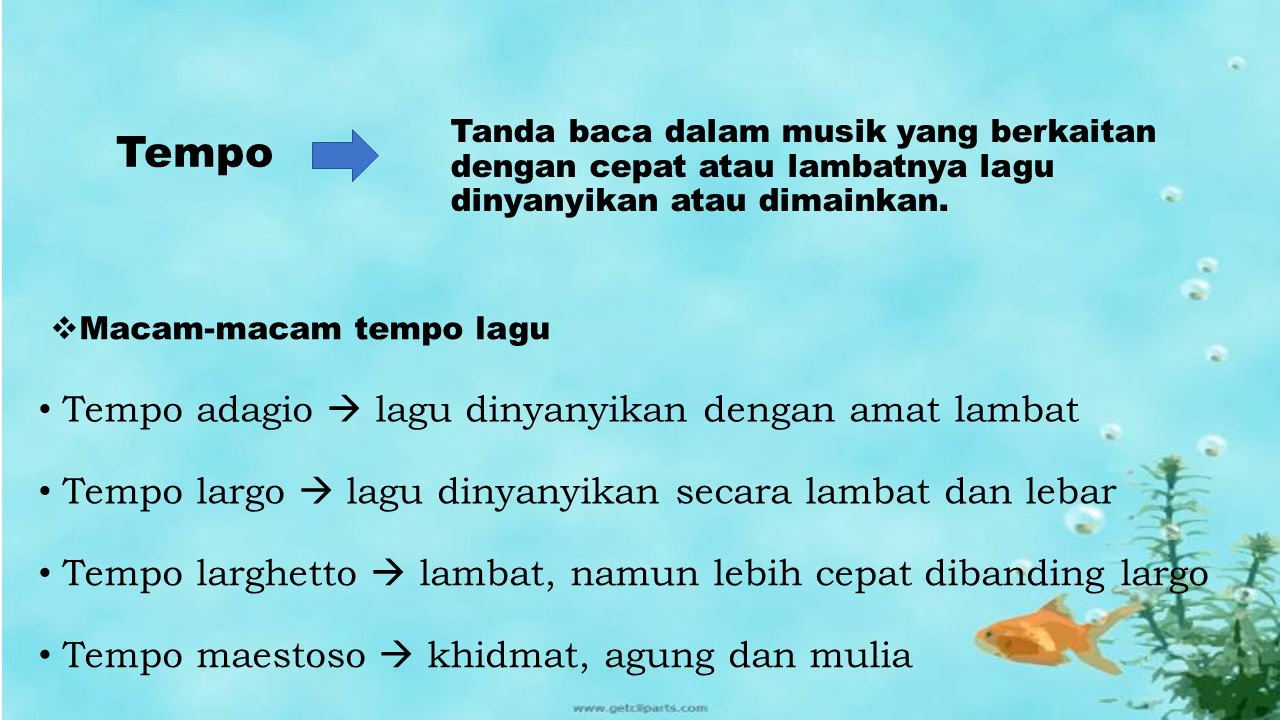 Tempo
Tanda baca dalam musik yang berkaitan
dengan cepat atau lambatnya lagu
dinyanyikan atau dimainkan.
❖Macam-macam tempo lagu
• Tempo adagio → lagu dinyanyikan dengan amat lambat
• Tempo largo → lagu dinyanyikan secara lambat dan lebar
• Tempo larghetto → lambat, namun lebih cepat dibanding largo
• Tempo maestoso → khidmat, agung dan mulia
www.getcliparts.com